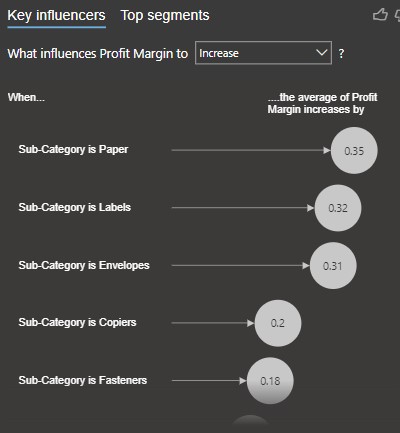 Key influencers Top segments
What influences Profit Margin to Increase ?
When... ....the average of Profit
Margin increases by
Sub-Category is Paper 0.35
Sub-Category is Labels 0.32
Sub-Category is Envelopes 0.31
Sub-Category is Copiers 0.2
Sub-Category is Fasteners 0.18